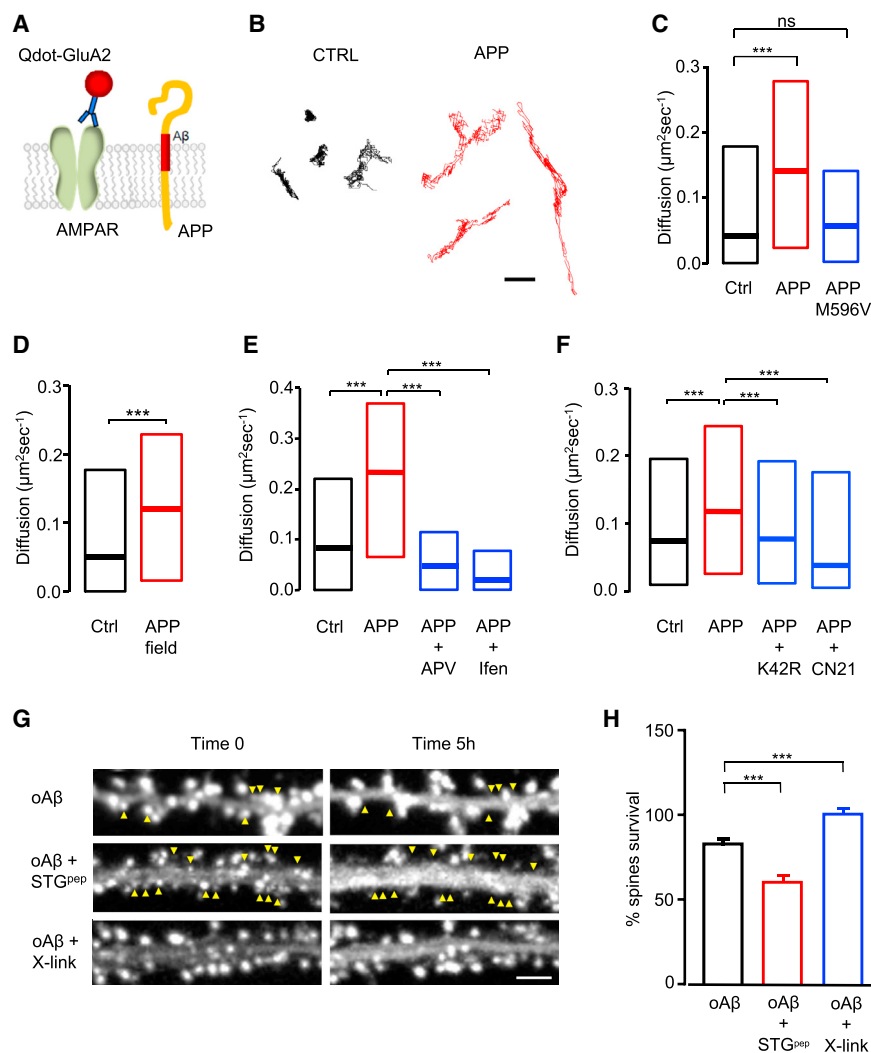 A
Qdot-GluA2
Aβ
AMPAR
APP
B
CTRL
APP
C
ns
***
0.3
0.2
0.1
0.0
Diffusion (µm²sec⁻¹)
Ctrl
APP
APP
M596V
D
***
0.3
0.2
0.1
0.0
Diffusion (µm²sec⁻¹)
Ctrl
APP
field
E
***
***
***
0.4
0.3
0.2
0.1
0.0
Diffusion (µm²sec⁻¹)
Ctrl
APP
APP
+
APV
APP
+
Ifen
F
***
***
***
0.3
0.2
0.1
0.0
Diffusion (µm²sec⁻¹)
Ctrl
APP
APP
+
K42R
APP
+
CN21
G
Time 0
Time 5h
oAβ
oAβ +
STGᵖᵉᵖ
oAβ +
X-link
H
***
***
150
100
50
0
% spines survival
oAβ
oAβ
+
STGᵖᵉᵖ
oAβ
+
X-link